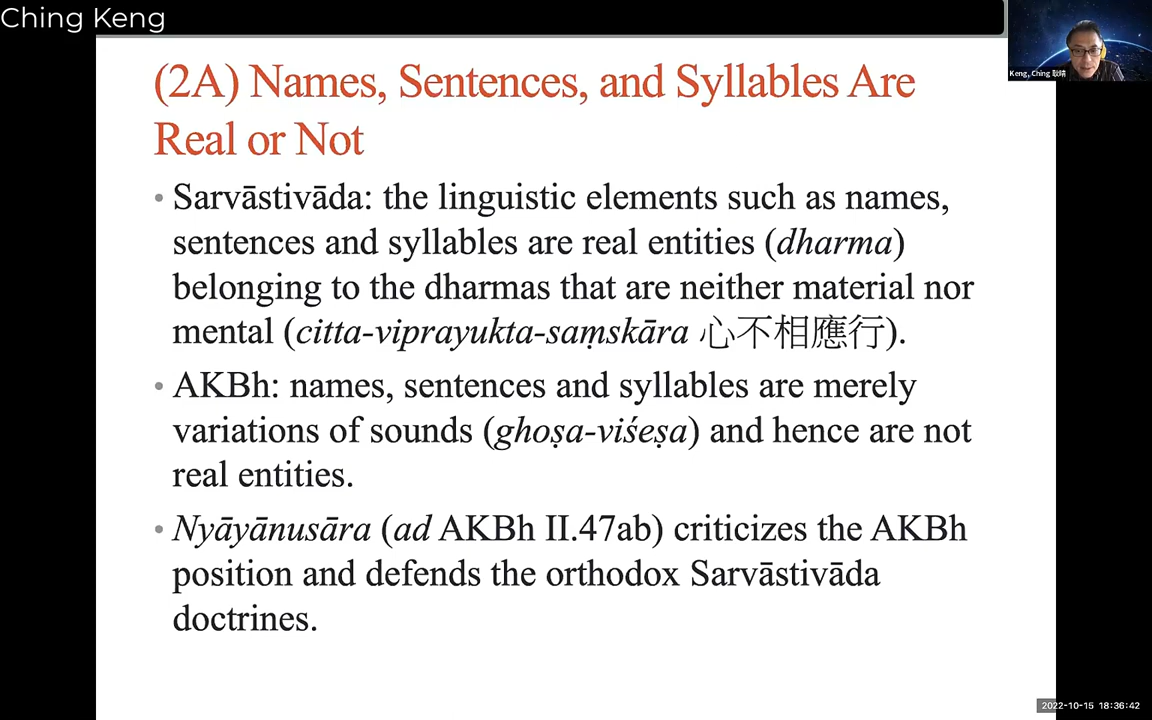 Ching Keng
Keng, Ching 耿晴
(2A) Names, Sentences, and Syllables Are
Real or Not
• Sarvāstivāda: the linguistic elements such as names,
sentences and syllables are real entities (dharma)
belonging to the dharmas that are neither material nor
mental (citta-viprayukta-saṃskāra 心不相應行).
• AKBh: names, sentences and syllables are merely
variations of sounds (ghoṣa-viśeṣa) and hence are not
real entities.
• Nyāyānusāra (ad AKBh II.47ab) criticizes the AKBh
position and defends the orthodox Sarvāstivāda
doctrines.
2022-10-15 18:36:42